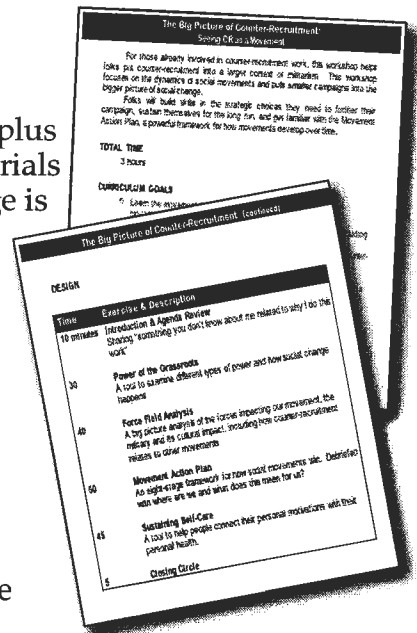 The Big Picture of Counter-Recruitment:
Seeing CR as a Movement
For those already involved in counter-recruitment work, this workshop helps
folks put counter-recruitment into a larger context of militarism. This workshop
focuses on the dynamics of social movements and puts smaller campaigns into the
bigger picture of social change.
Folks will build skills in the strategic choices they need to further their
campaign, sustain themselves for the long run, and get familiar with the Movement
Action Plan, a powerful framework for how movements develop over time.
TOTAL TIME
3 hours
CURRICULUM GOALS
Learn the
plus
rials
ge is
The Big Picture of Counter-Recruitment (continued)
DESIGN
Time Exercise & Description
10 minutes Introduction & Agenda Review
Sharing "something you don't know about me related to why I do this
work"
30 Power of the Grassroots
A tool to examine different types of power and how social change
happens
40 Force Field Analysis
A big picture analysis of the forces impacting our movement, the
military and its cultural impact, including how counter-recruitment
relates to other movements
50 Movement Action Plan
An eight-stage framework for how social movements win. Debriefed
with where are we and what does this mean for us?
45 Sustaining Self-Care
A tool to help people connect their personal motivations with their
personal health.
5 Closing Circle
e